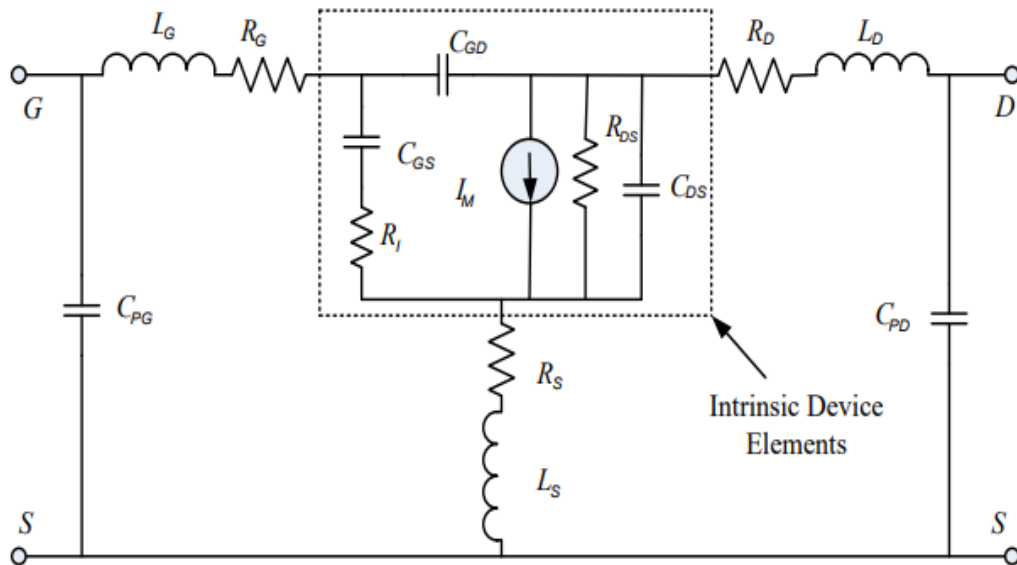 L_G
R_G
C_GD
R_D
L_D
G
D
C_GS
R_DS
I_M
C_DS
R_I
C_PG
C_PD
R_S
Intrinsic Device
Elements
L_S
S
S